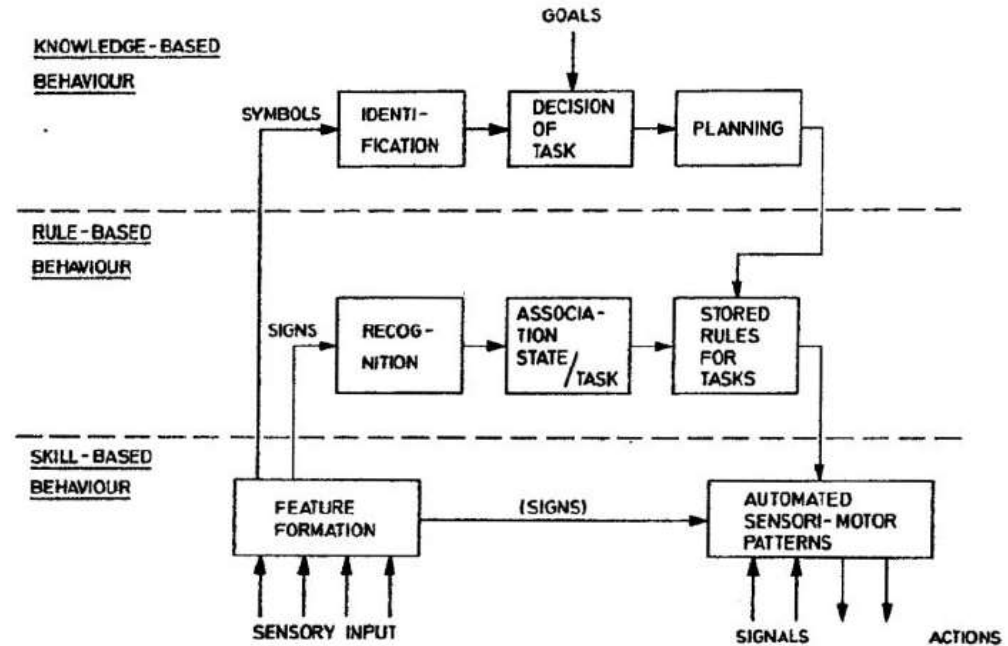 GOALS
KNOWLEDGE-BASED
BEHAVIOUR
SYMBOLS
IDENTI-
FICATION
DECISION
OF
TASK
PLANNING
RULE-BASED
BEHAVIOUR
SIGNS
RECOG-
NITION
ASSOCIA-
TION
STATE
/TASK
STORED
RULES
FOR
TASKS
SKILL-BASED
BEHAVIOUR
FEATURE
FORMATION
(SIGNS)
AUTOMATED
SENSORI-MOTOR
PATTERNS
SENSORY INPUT
SIGNALS
ACTIONS